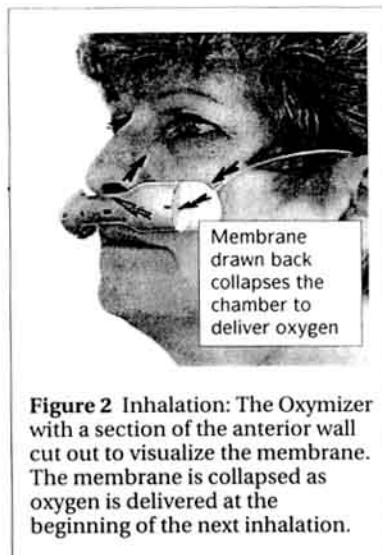 Membrane
drawn back
collapses the
chamber to
deliver oxygen
Figure 2 Inhalation: The Oxymizer
with a section of the anterior wall
cut out to visualize the membrane.
The membrane is collapsed as
oxygen is delivered at the
beginning of the next inhalation.